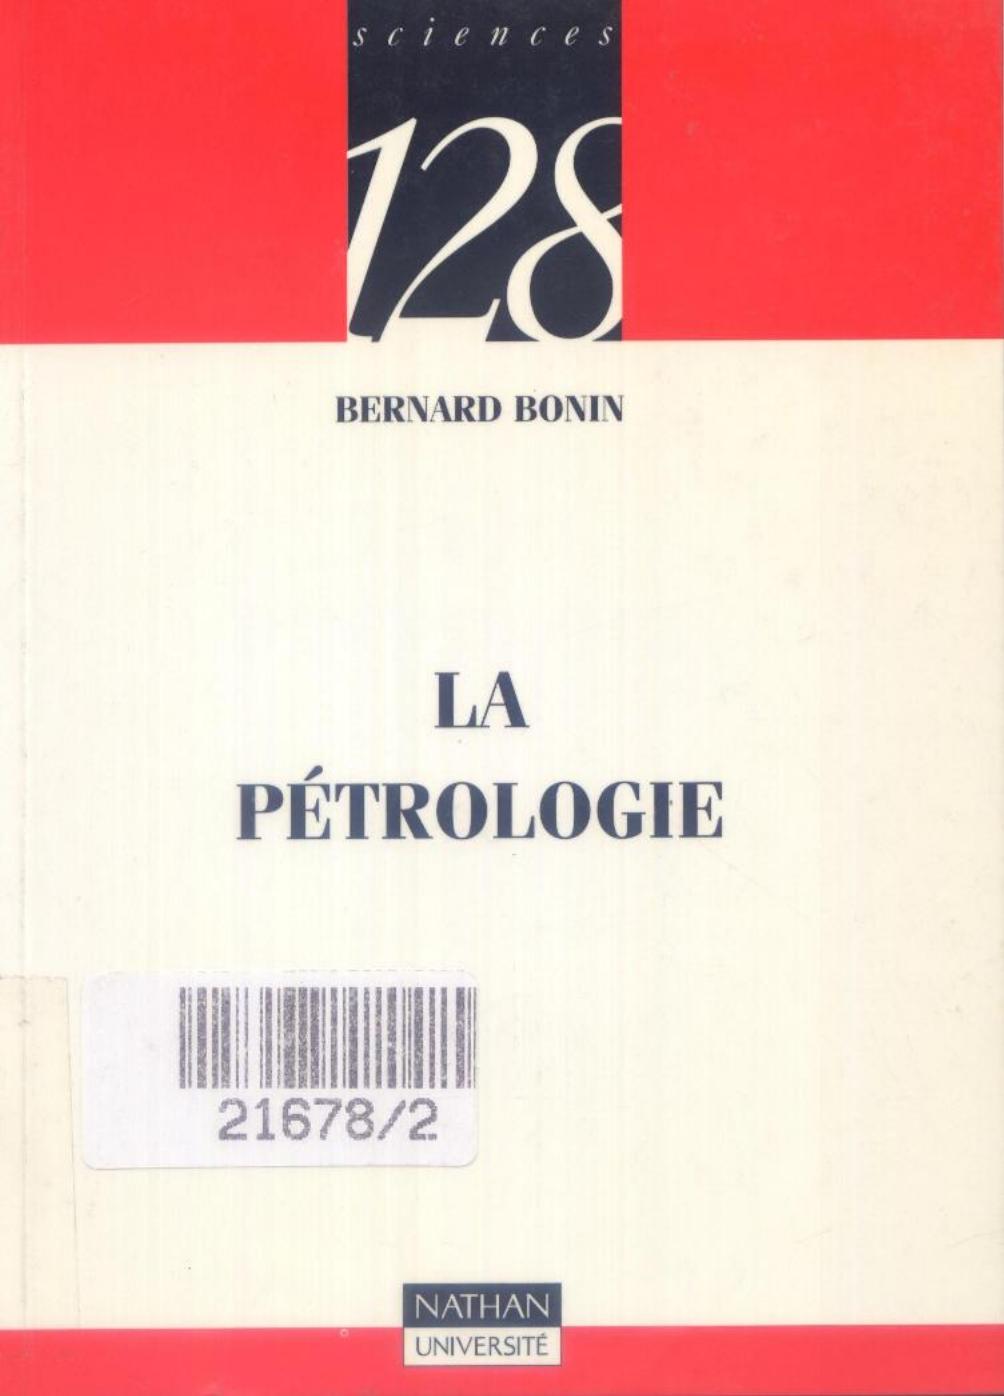 sciences
128
BERNARD BONIN
LA
PÉTROLOGIE
21678/2
NATHAN
UNIVERSITÉ